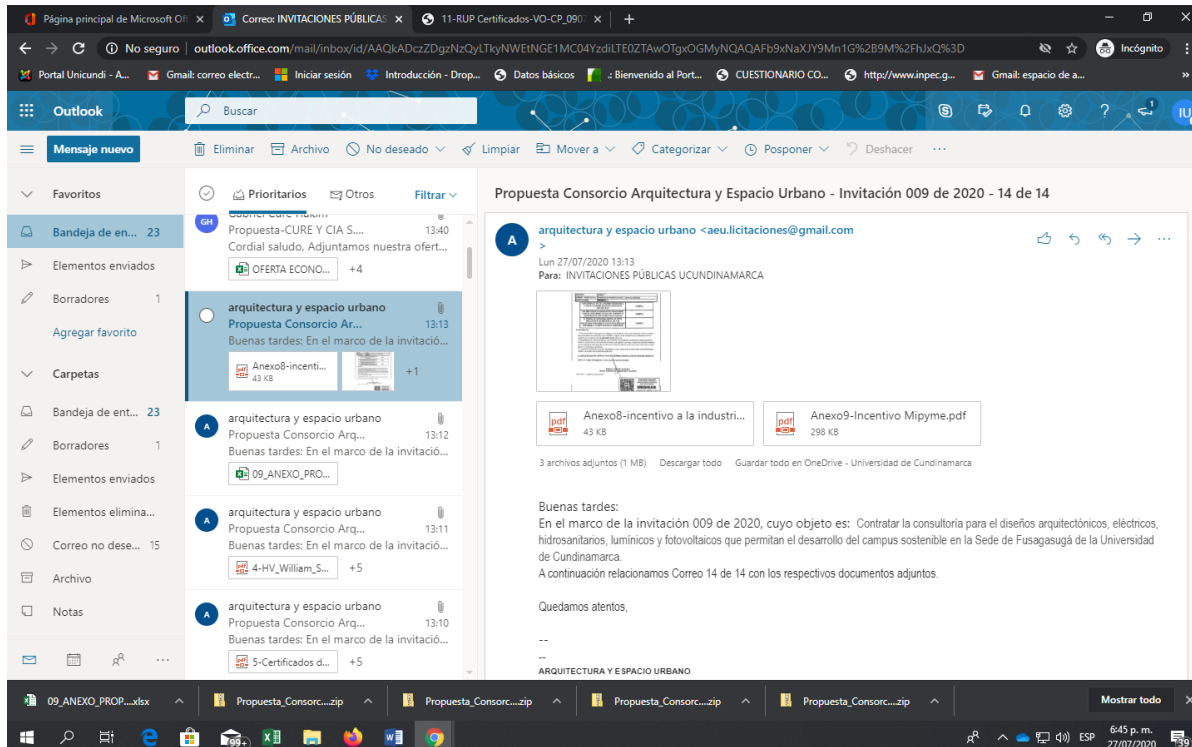 Página principal de Microsoft Off
Correo: INVITACIONES PÚBLICAS
11-RUP Certificados-VO-CP_0907
No seguro | outlook.office.com/mail/inbox/id/AAQkADczZDgzNzQyLTkyNWEtNGE1MC04YzdiLTE0ZTAwOTgxOGMyNQAQAFb9xNaXJY9Mn1G%2B9M%2FhJxQ%3D
Incógnito
Portal Unicundi - A...
Gmail: correo electr...
Iniciar sesión
Introducción - Drop...
Datos básicos
.: Bienvenido al Port...
CUESTIONARIO CO...
http://www.inpec.g...
Gmail: espacio de a...
»
Outlook
Buscar
1
IU
Mensaje nuevo
Eliminar
Archivo
No deseado
Limpiar
Mover a
Categorizar
Posponer
Deshacer
...
Favoritos
Bandeja de en... 23
Elementos enviados
Borradores 1
Agregar favorito
Carpetas
Bandeja de ent... 23
Borradores 1
Elementos enviados
Elementos elimina...
Correo no dese... 15
Archivo
Notas
Prioritarios
Otros
Filtrar
GH
Propuesta-CURE Y CIA S.... 13:40
Cordial saludo, Adjuntamos nuestra ofert...
OFERTA ECONO... +4
arquitectura y espacio urbano
Propuesta Consorcio Ar... 13:13
Buenas tardes: En el marco de la invitació...
Anexo8-incenti...
43 KB
+1
A
arquitectura y espacio urbano
Propuesta Consorcio Arq... 13:12
Buenas tardes: En el marco de la invitació...
09_ANEXO_PRO...
A
arquitectura y espacio urbano
Propuesta Consorcio Arq... 13:11
Buenas tardes: En el marco de la invitació...
4-HV_William_S... +5
A
arquitectura y espacio urbano
Propuesta Consorcio Arq... 13:10
Buenas tardes: En el marco de la invitació...
5-Certificados d... +5
Propuesta Consorcio Arquitectura y Espacio Urbano - Invitación 009 de 2020 - 14 de 14
A
arquitectura y espacio urbano <aeu.licitaciones@gmail.com
>
Lun 27/07/2020 13:13
Para: INVITACIONES PÚBLICAS UCUNDINAMARCA
Anexo8-incentivo a la industri...
43 KB
Anexo9-Incentivo Mipyme.pdf
298 KB
3 archivos adjuntos (1 MB) Descargar todo Guardar todo en OneDrive - Universidad de Cundinamarca
Buenas tardes:
En el marco de la invitación 009 de 2020, cuyo objeto es: Contratar la consultoría para el diseños arquitectónicos, eléctricos,
hidrosanitarios, lumínicos y fotovoltaicos que permitan el desarrollo del campus sostenible en la Sede de Fusagasugá de la Universidad
de Cundinamarca.
A continuación relacionamos Correo 14 de 14 con los respectivos documentos adjuntos.
Quedamos atentos,
--
--
ARQUITECTURA Y ESPACIO URBANO
09_ANEXO_PROP....xlsx
Propuesta_Consorc....zip
Propuesta_Consorc....zip
Propuesta_Consorc....zip
Propuesta_Consorc....zip
Mostrar todo
99+
ESP
6:45 p. m.
27/07/2020
39